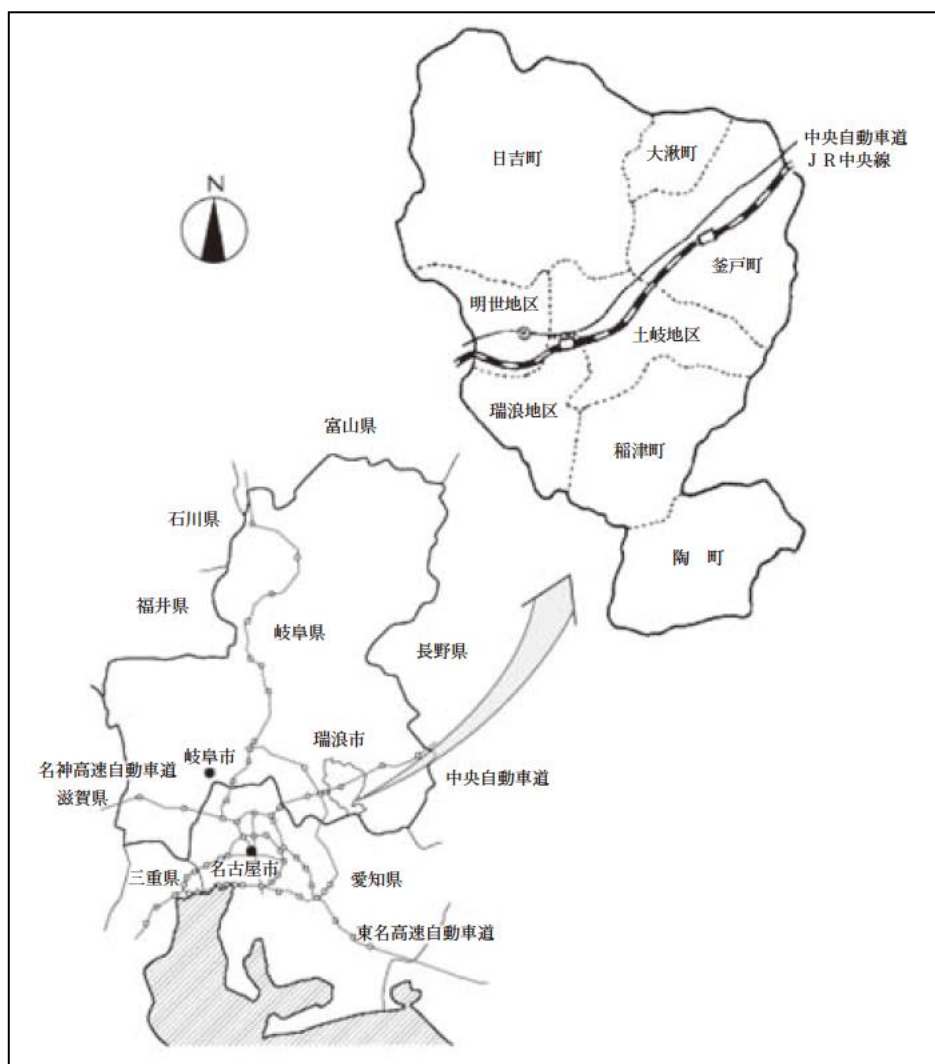 中央自動車道
JR中央線
日吉町
大湫町
N
釜戸町
明世地区
土岐地区
瑞浪地区
稲津町
陶 町
富山県
石川県
福井県
岐阜県
長野県
瑞浪市
岐阜市
名神高速自動車道
滋賀県
中央自動車道
三重県
名古屋市
愛知県
東名高速自動車道